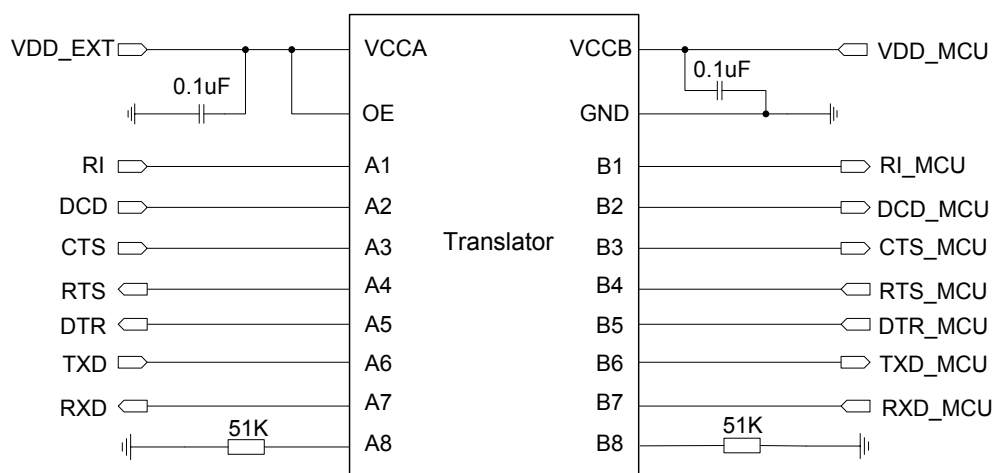 VDD_EXT VCCA VCCB VDD_MCU
0.1uF 0.1uF
OE GND
RI A1 B1 RI_MCU
DCD A2 B2 DCD_MCU
CTS A3 Translator B3 CTS_MCU
RTS A4 B4 RTS_MCU
DTR A5 B5 DTR_MCU
TXD A6 B6 TXD_MCU
RXD A7 B7 RXD_MCU
51K A8 B8 51K